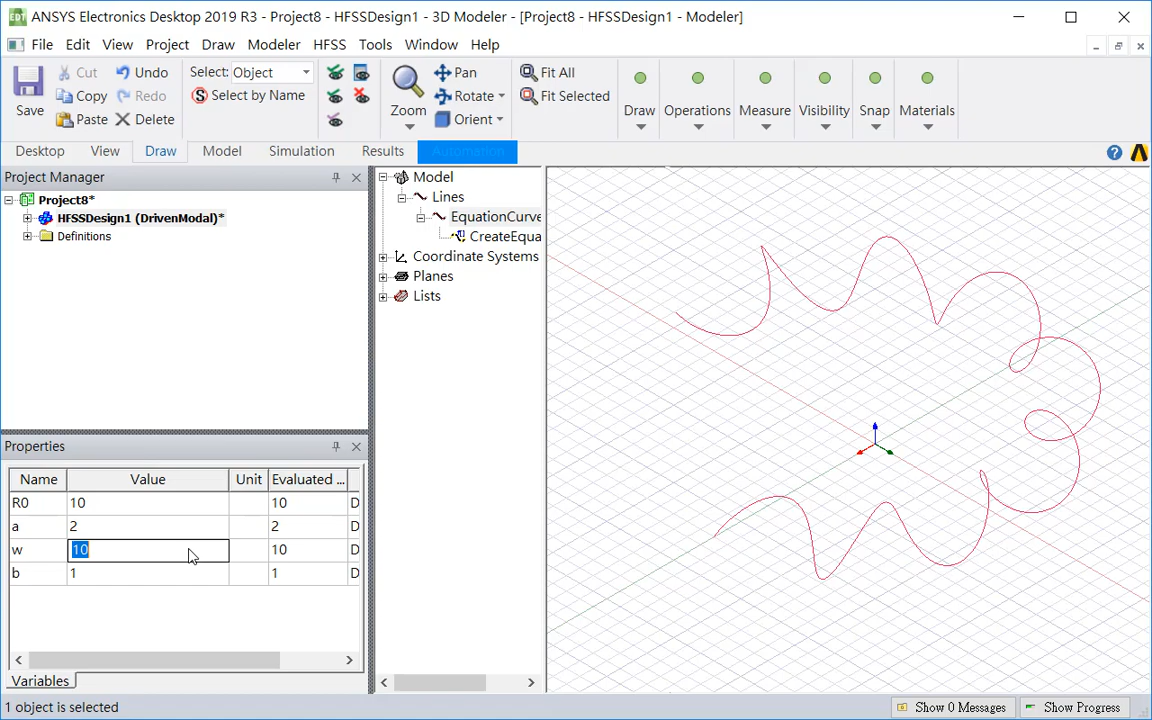 EDT ANSYS Electronics Desktop 2019 R3 - Project8 - HFSSDesign1 - 3D Modeler - [Project8 - HFSSDesign1 - Modeler]
File Edit View Project Draw Modeler HFSS Tools Window Help
Save
Cut Undo
Copy Redo
Paste Delete
Select: Object
Select by Name
Zoom
Pan
Rotate
Orient
Fit All
Fit Selected
Draw Operations Measure Visibility Snap Materials
Desktop View Draw Model Simulation Results Automation
Project Manager
Project8*
HFSSDesign1 (DrivenModal)*
Definitions
Model
Lines
EquationCurve
CreateEqua
Coordinate Systems
Planes
Lists
Properties
Name Value Unit Evaluated ...
R0 10 10 D
a 2 2 D
w 10 10 D
b 1 1 D
Variables
1 object is selected
Show 0 Messages Show Progress